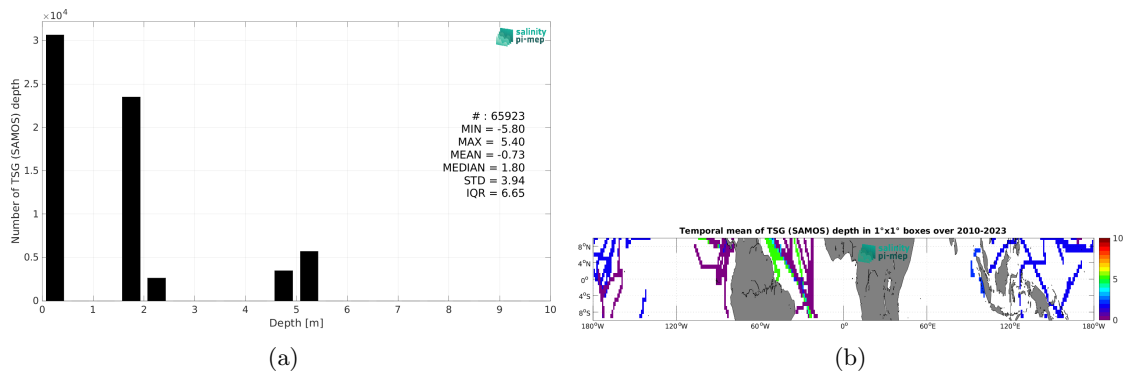 ×10⁴
3
2.5
2
1.5
1
0.5
0
Number of TSG (SAMOS) depth
salinity
pi-mep
# : 65923
MIN = -5.80
MAX = 5.40
MEAN = -0.73
MEDIAN = 1.80
STD = 3.94
IQR = 6.65
0 1 2 3 4 5 6 7 8 9 10
Depth [m]
(a)
Temporal mean of TSG (SAMOS) depth in 1°x1° boxes over 2010-2023
salinity
pi-mep
8°N
4°N
0°
4°S
8°S
180°W 120°W 60°W 0° 60°E 120°E 180°W
10
5
0
(b)